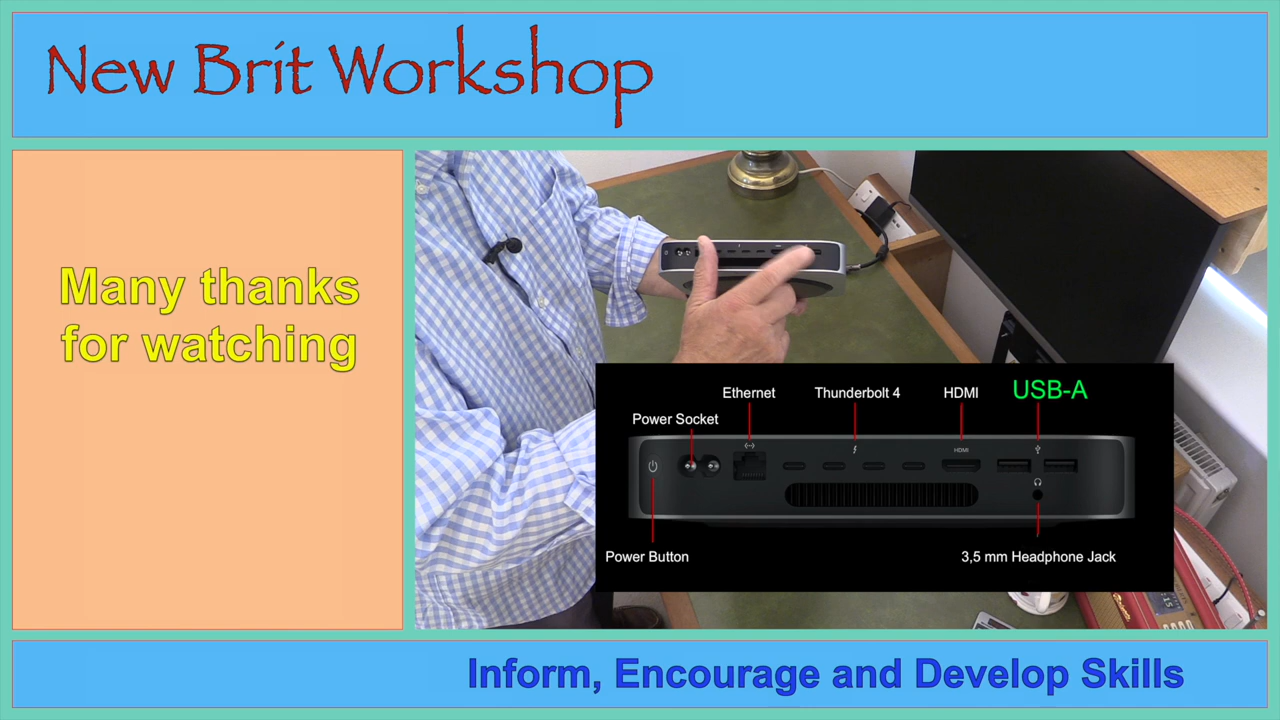 New Brit Workshop
Many thanks
for watching
Ethernet
Thunderbolt 4
HDMI
USB-A
Power Socket
HDMI
Power Button
3,5 mm Headphone Jack
Inform, Encourage and Develop Skills